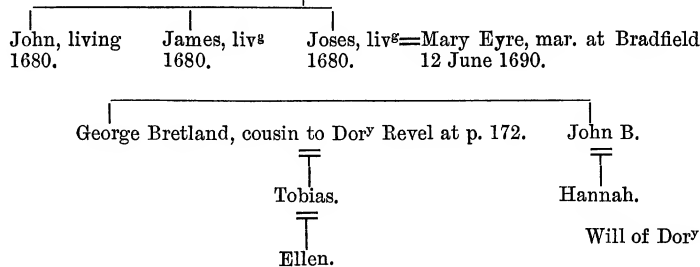 John, living James, livᵍ Joses, livᵍ=Mary Eyre, mar. at Bradfield
1680. 1680. 1680. 12 June 1690.
George Bretland, cousin to Dorʸ Revel at p. 172. John B.
Tobias. Hannah.
Will of Dorʸ
Ellen.